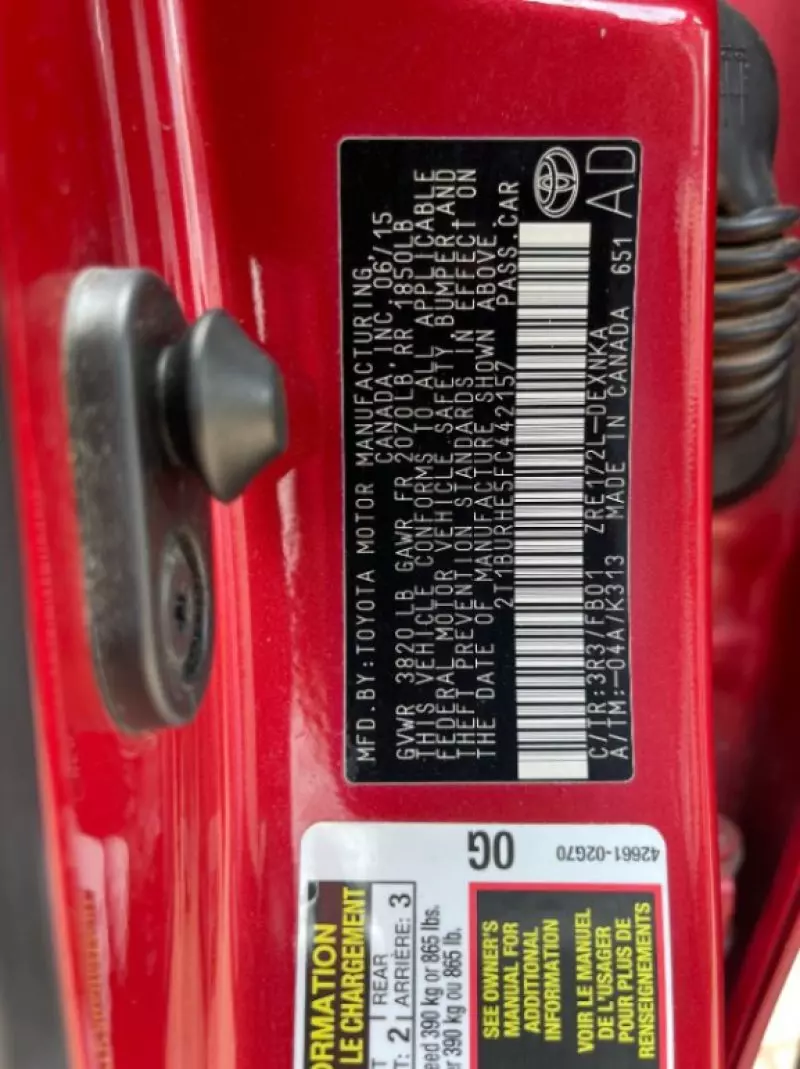 MFD.BY:TOYOTA MOTOR MANUFACTURING,
CANADA, INC. 06/15
GVWR 3820LB GAWR FR 2070LB RR 1850LB
THIS VEHICLE CONFORMS TO ALL APPLICABLE
FEDERAL MOTOR VEHICLE SAFETY, BUMPER,AND
THEFT PREVENTION STANDARDS IN EFFECT ON
THE DATE OF MANUFACTURE SHOWN ABOVE.
2T1BURHE5FC442157 PASS.CAR
C/TR:3R3/FB01 ZRE172L-DEXNKA
A/TM:-04A/K313 MADE IN CANADA 651
AD
0G
42661-02G70
ORMATION
LE CHARGEMENT
REAR
: 2 ARRIÈRE: 3
eed 390 kg or 865 lbs.
er 390 kg ou 865 lb.
SEE OWNER'S
MANUAL FOR
ADDITIONAL
INFORMATION
VOIR LE MANUEL
DE L'USAGER
POUR PLUS DE
RENSEIGNEMENTS